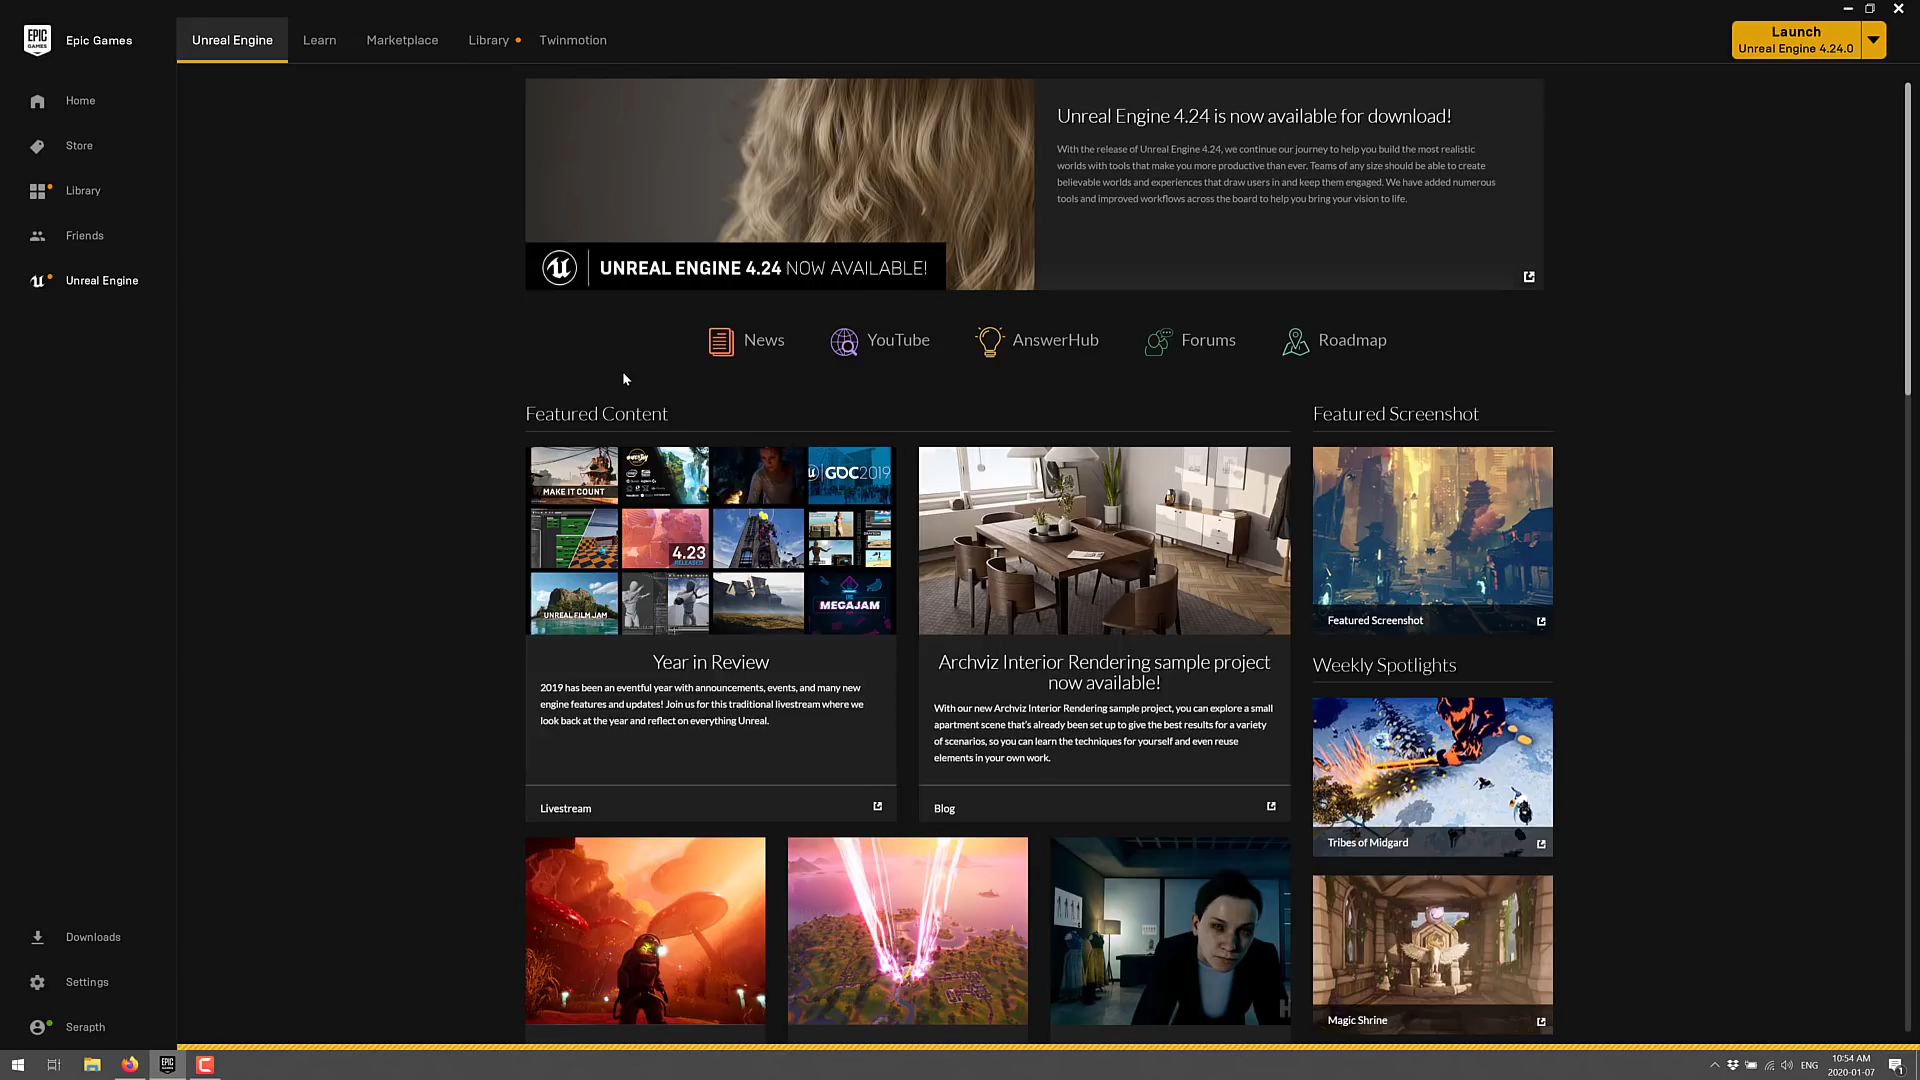 EPIC
GAMES
Epic Games
Unreal Engine
Learn
Marketplace
Library
Twinmotion
Launch
Unreal Engine 4.24.0
Home
Store
Library
Friends
Unreal Engine
Unreal Engine 4.24 is now available for download!
With the release of Unreal Engine 4.24, we continue our journey to help you build the most realistic
worlds with tools that make you more productive than ever. Teams of any size should be able to create
believable worlds and experiences that draw users in and keep them engaged. We have added numerous
tools and improved workflows across the board to help you bring your vision to life.
UNREAL ENGINE 4.24 NOW AVAILABLE!
News
YouTube
AnswerHub
Forums
Roadmap
Featured Content
Featured Screenshot
MAKE IT COUNT
GDC2019
4.23
RELEASED
UNREAL FILM JAM
MEGAJAM
Year in Review
2019 has been an eventful year with announcements, events, and many new
engine features and updates! Join us for this traditional livestream where we
look back at the year and reflect on everything Unreal.
Livestream
Archviz Interior Rendering sample project
now available!
With our new Archviz Interior Rendering sample project, you can explore a small
apartment scene that's already been set up to give the best results for a variety
of scenarios, so you can learn the techniques for yourself and even reuse
elements in your own work.
Blog
Featured Screenshot
Weekly Spotlights
Tribes of Midgard
Magic Shrine
Downloads
Settings
Serapth
ENG
10:54 AM
2020-01-07